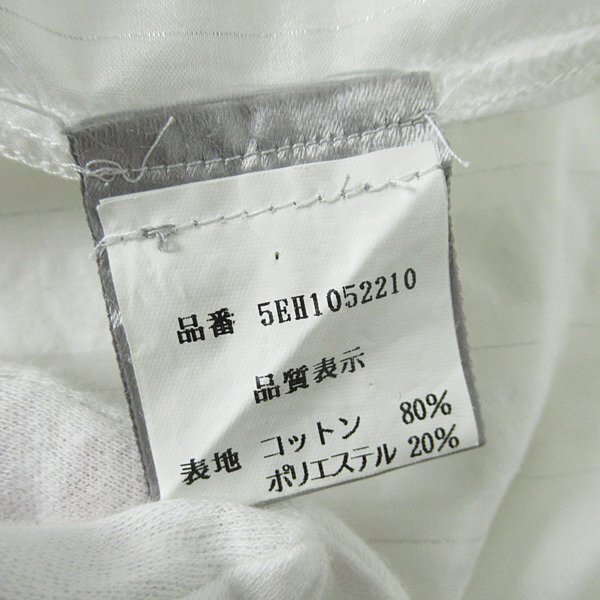 品番 5EH1052210
品質表示
表地 コットン 80%
ポリエステル 20%